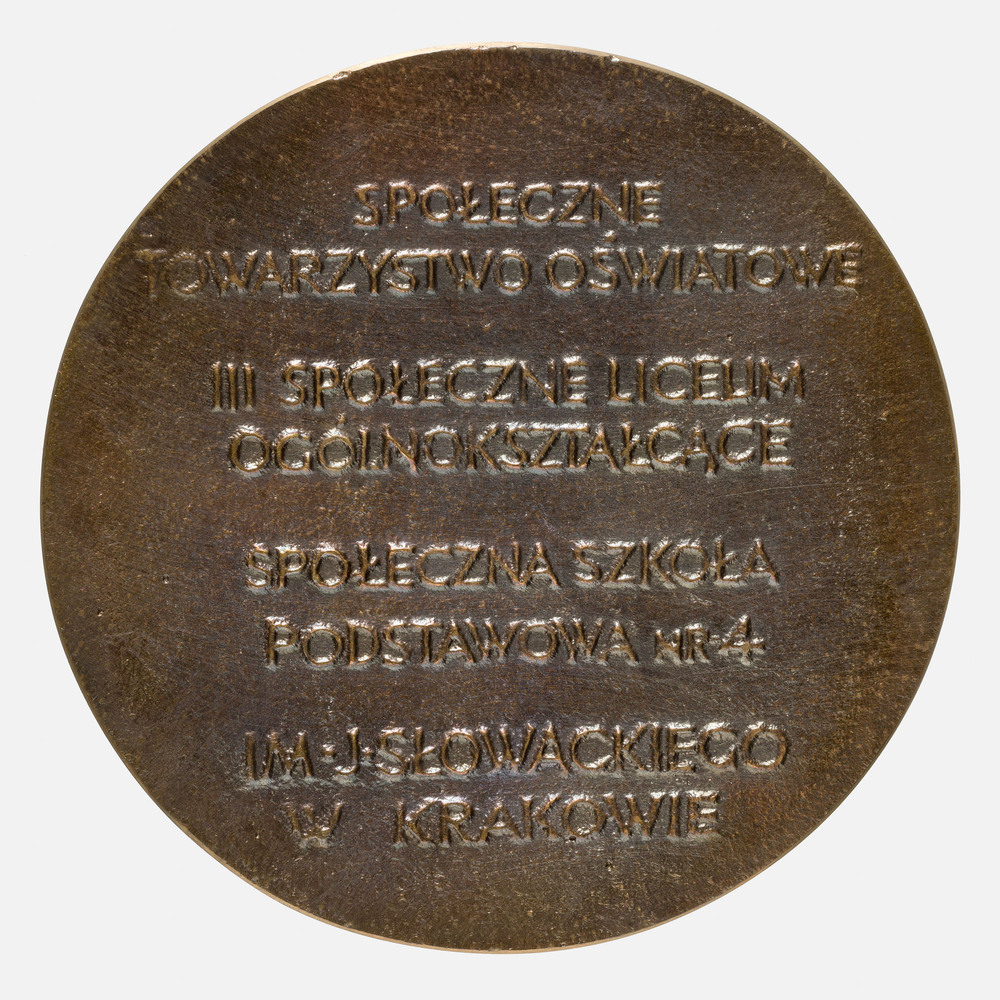 SPOŁECZNE
TOWARZYSTWO OŚWIATOWE
III SPOŁECZNE LICEUM
OGÓLNOKSZTAŁCĄCE
SPOŁECZNA SZKOŁA
PODSTAWOWA NR·4
IM·J·SŁOWACKIEGO
W KRAKOWIE